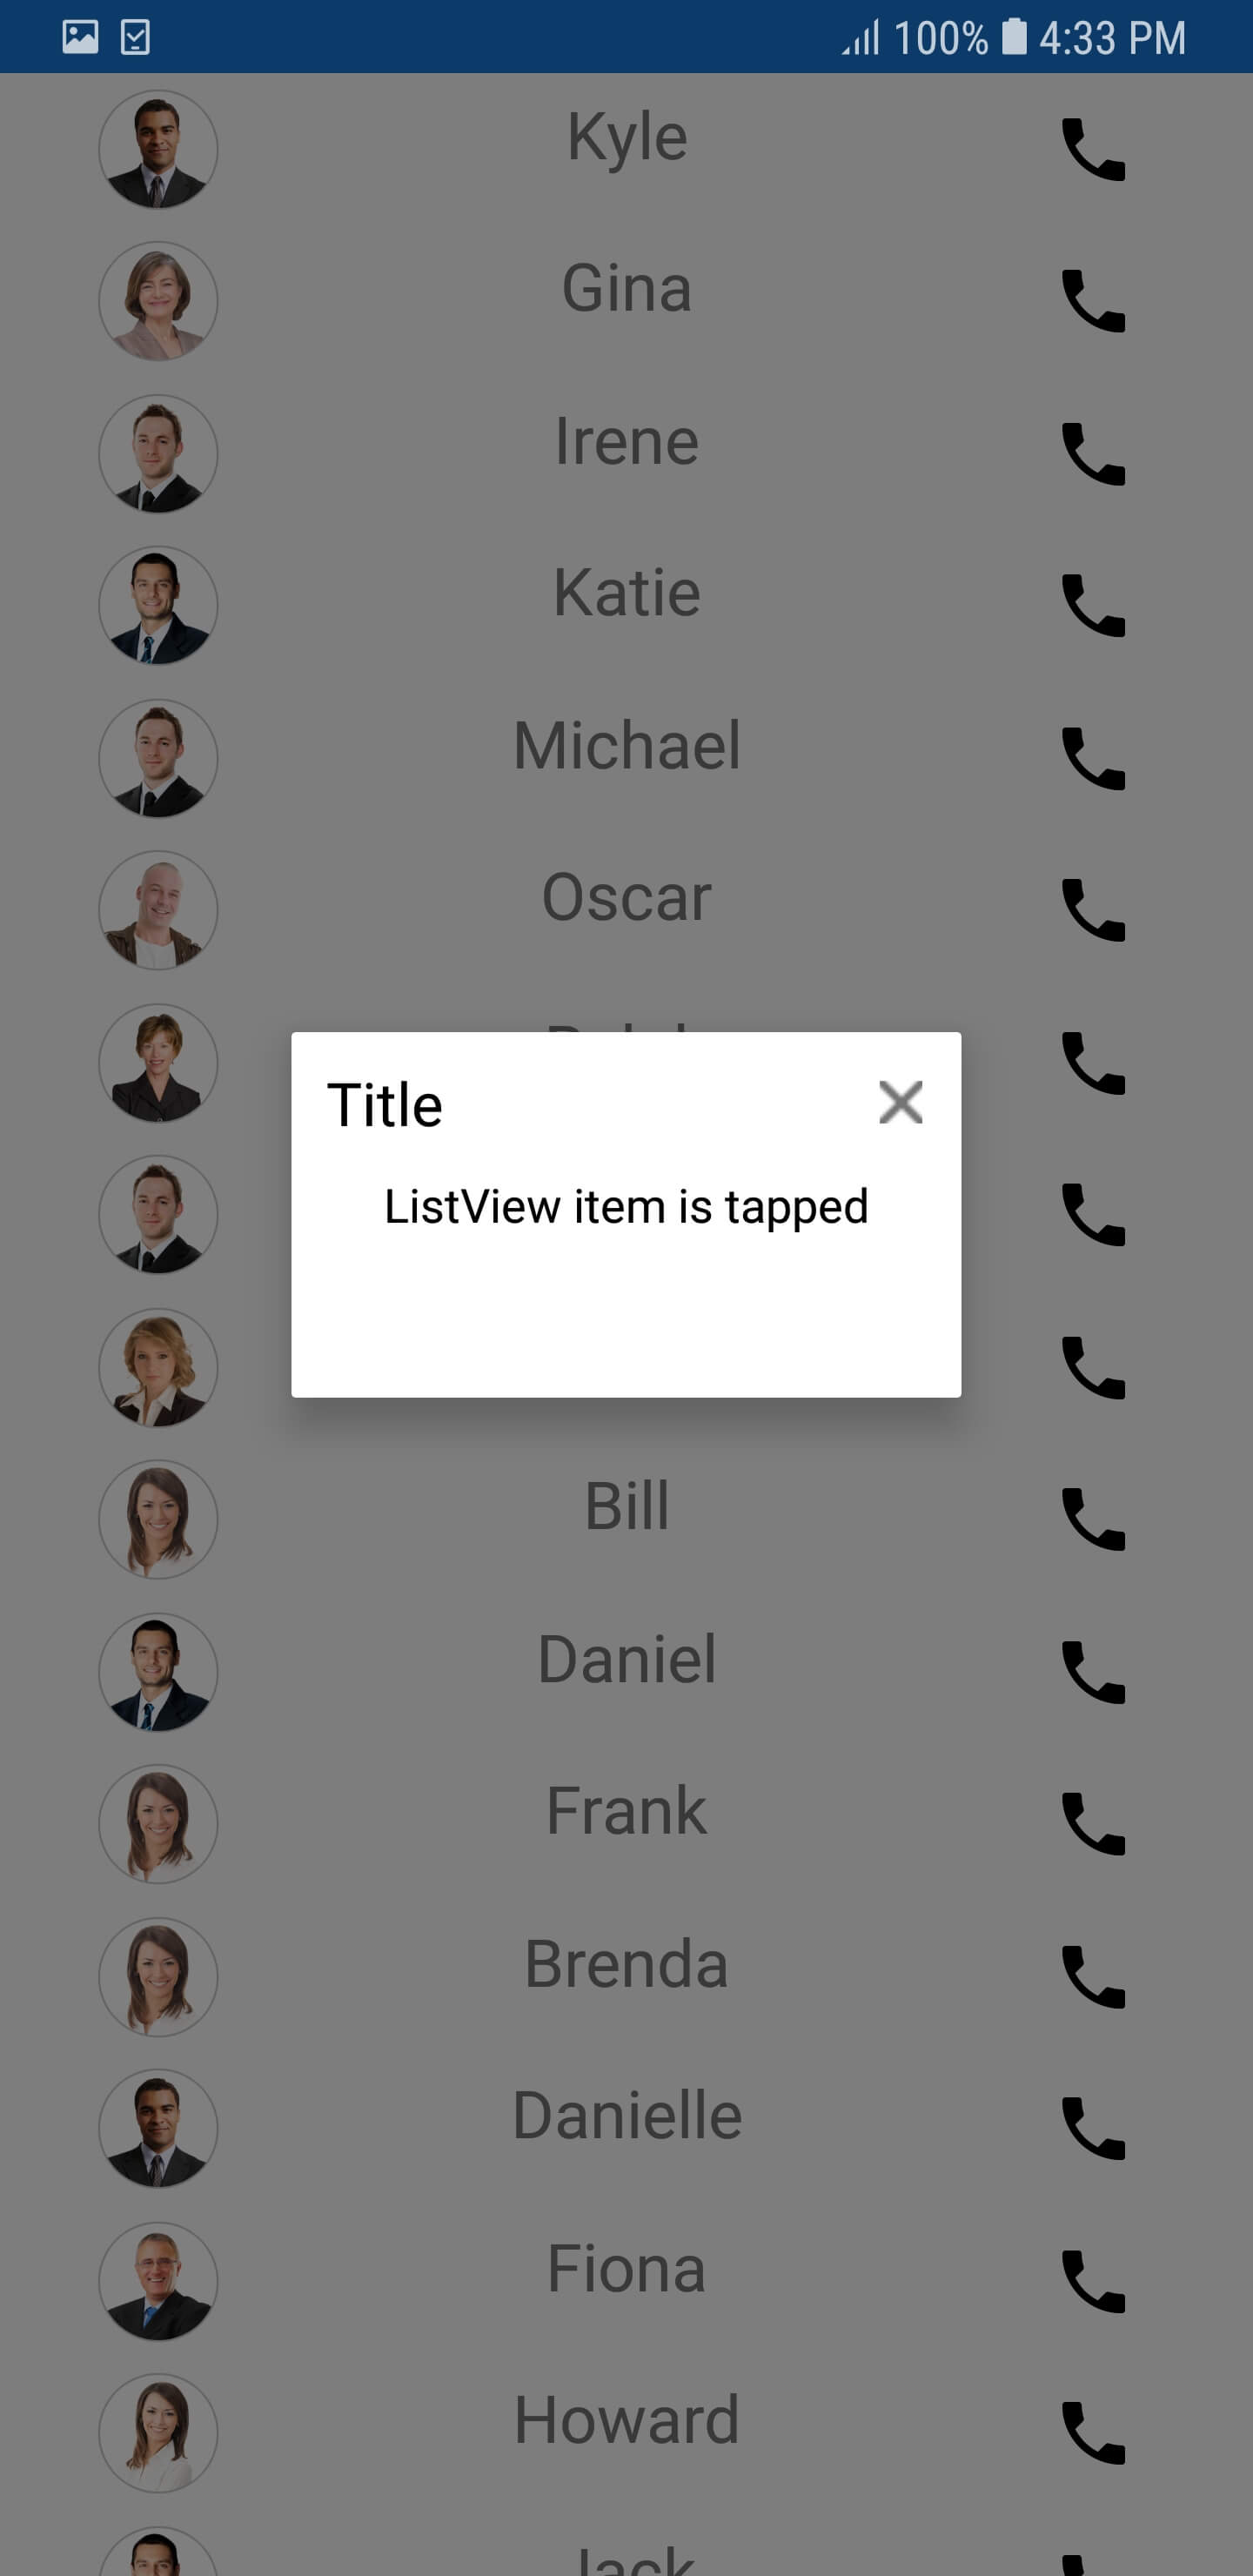 100% 4:33 PM
Kyle
Gina
Irene
Katie
Michael
Oscar
Title
ListView item is tapped
Bill
Daniel
Frank
Brenda
Danielle
Fiona
Howard
Jack